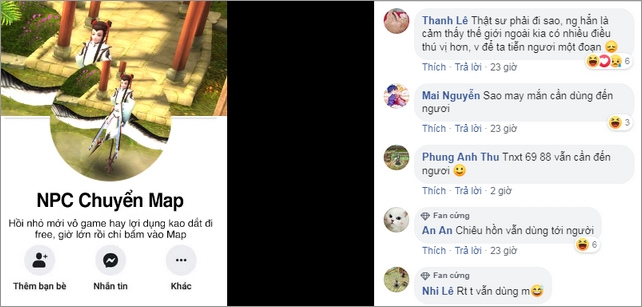 NPC Chuyển Map
Hồi nhỏ mới vô game hay lợi dụng kao dắt đi
free, giờ lớn rồi chỉ bấm vào Map
Thêm bạn bè
Nhắn tin
Khác
Thanh Lê Thật sự phải đi sao, ng hẳn là
cảm thấy thế giới ngoài kia có nhiều điều
thú vị hơn, v để ta tiễn ngươi một đoạn
6
Thích · Trả lời · 23 giờ
Mai Nguyễn Sao may mắn cần dùng đến
ngươi
3
Thích · Trả lời · 23 giờ
Phung Anh Thu Tnxt 69 88 vẫn cần đến
ngươi
Thích · Trả lời · 2 giờ
Fan cứng
An An Chiêu hồn vẫn dùng tới người
6
Thích · Trả lời · 23 giờ
Fan cứng
Nhi Lê Rt t vẫn dùng m